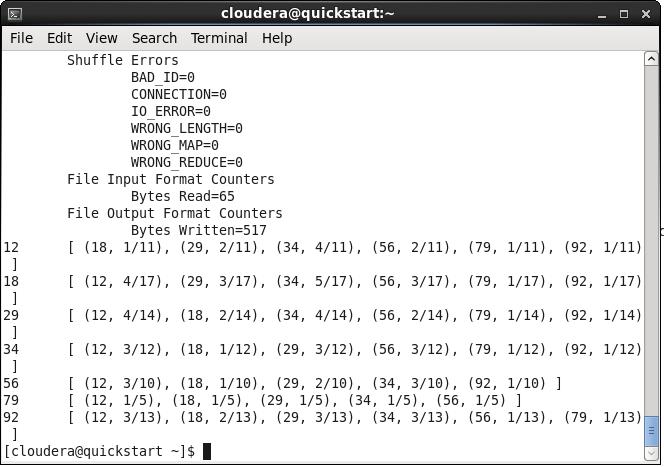 cloudera@quickstart:~
File Edit View Search Terminal Help
Shuffle Errors
BAD_ID=0
CONNECTION=0
IO_ERROR=0
WRONG_LENGTH=0
WRONG_MAP=0
WRONG_REDUCE=0
File Input Format Counters
Bytes Read=65
File Output Format Counters
Bytes Written=517
12 [ (18, 1/11), (29, 2/11), (34, 4/11), (56, 2/11), (79, 1/11), (92, 1/11)
]
18 [ (12, 4/17), (29, 3/17), (34, 5/17), (56, 3/17), (79, 1/17), (92, 1/17)
]
29 [ (12, 4/14), (18, 2/14), (34, 4/14), (56, 2/14), (79, 1/14), (92, 1/14)
]
34 [ (12, 3/12), (18, 1/12), (29, 3/12), (56, 3/12), (79, 1/12), (92, 1/12)
]
56 [ (12, 3/10), (18, 1/10), (29, 2/10), (34, 3/10), (92, 1/10) ]
79 [ (12, 1/5), (18, 1/5), (29, 1/5), (34, 1/5), (56, 1/5) ]
92 [ (12, 3/13), (18, 2/13), (29, 3/13), (34, 3/13), (56, 1/13), (79, 1/13)
]
[cloudera@quickstart ~]$